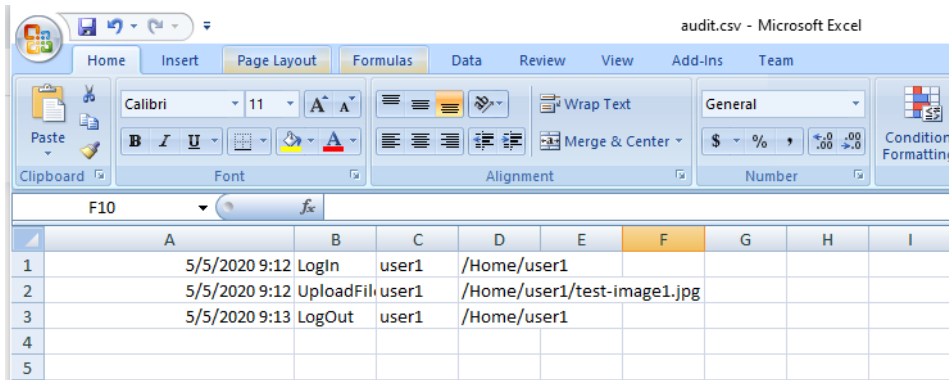 audit.csv - Microsoft Excel
Home Insert Page Layout Formulas Data Review View Add-Ins Team
Calibri 11 A A Wrap Text General
Paste B I U A Merge & Center $ % , .0 .00 .00 .0 Condition
Formatting
Clipboard Font Alignment Number
F10 fx
A B C D E F G H I
1 5/5/2020 9:12 LogIn user1 /Home/user1
2 5/5/2020 9:12 UploadFil user1 /Home/user1/test-image1.jpg
3 5/5/2020 9:13 LogOut user1 /Home/user1
4
5